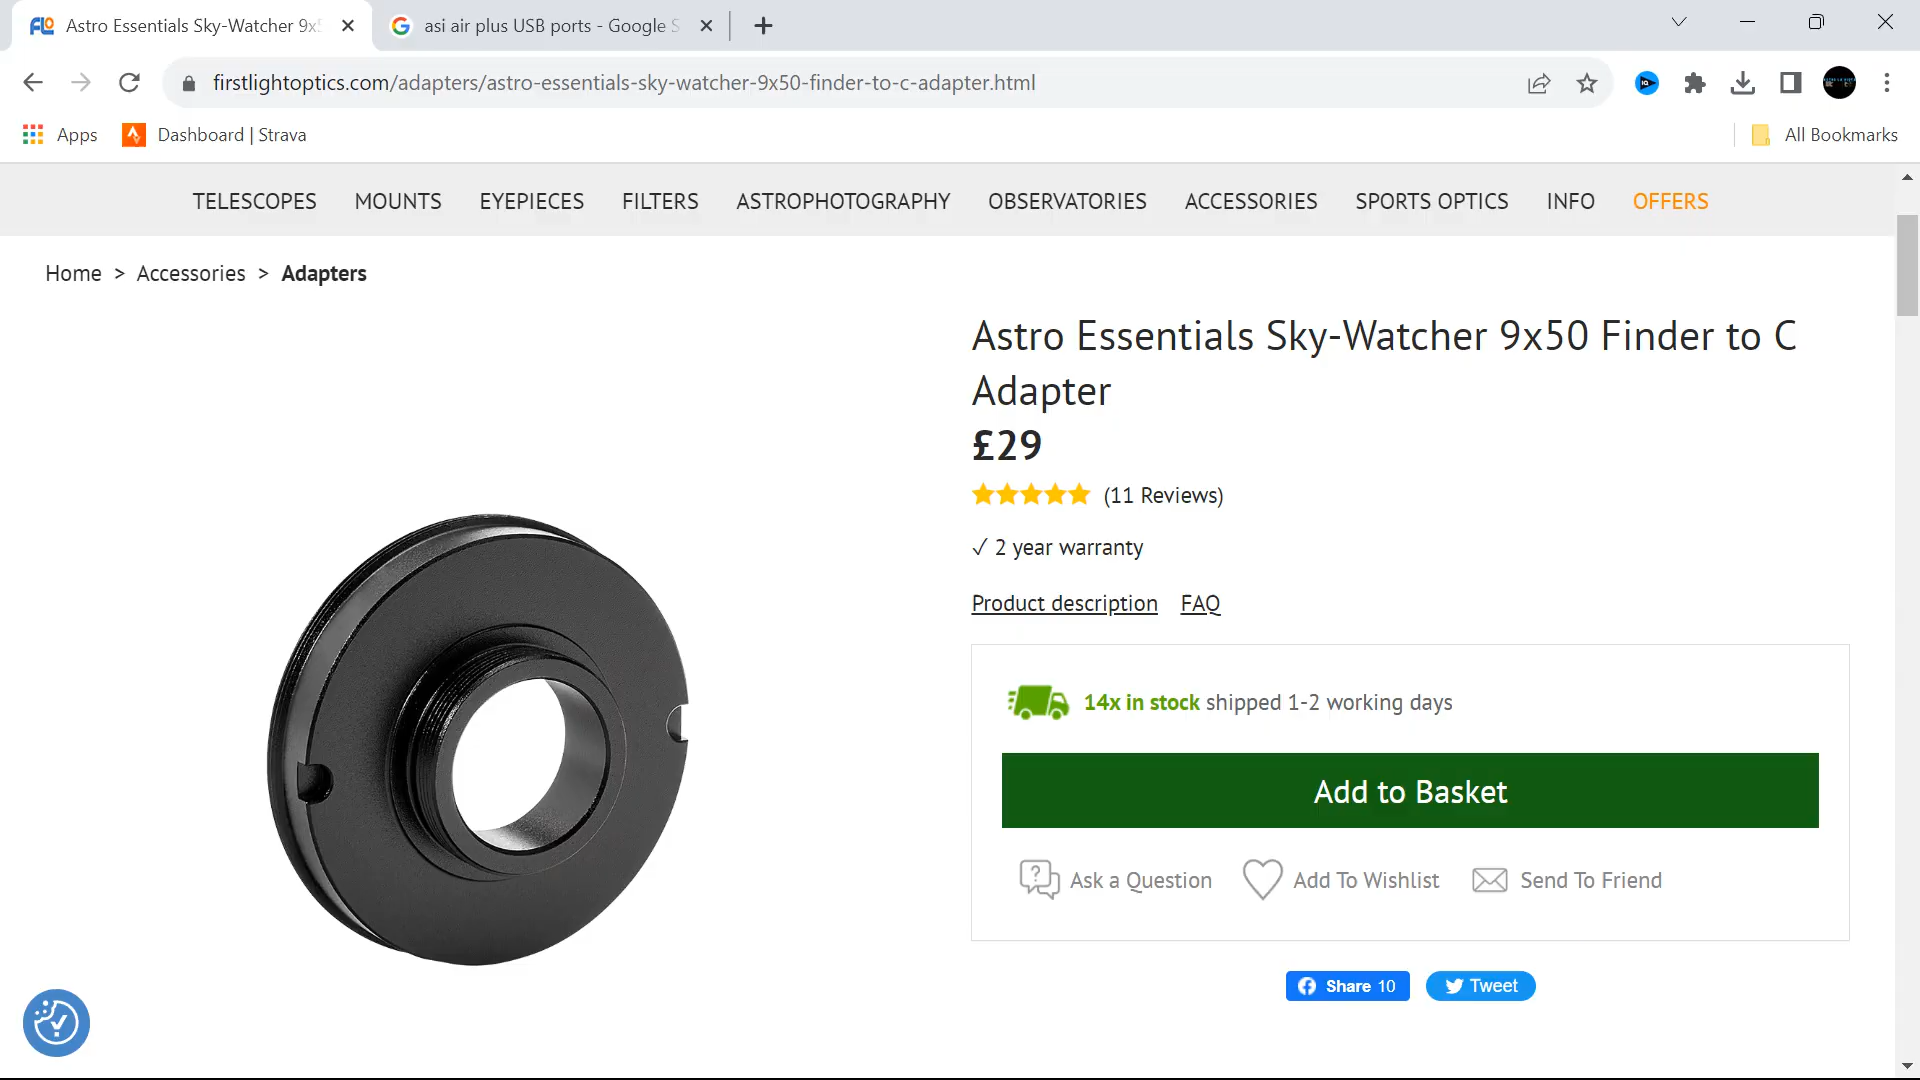 Astro Essentials Sky-Watcher 9x5
asi air plus USB ports - Google S
firstlightoptics.com/adapters/astro-essentials-sky-watcher-9x50-finder-to-c-adapter.html
Apps
Dashboard | Strava
All Bookmarks
TELESCOPES MOUNTS EYEPIECES FILTERS ASTROPHOTOGRAPHY OBSERVATORIES ACCESSORIES SPORTS OPTICS INFO OFFERS
Home > Accessories > Adapters
Astro Essentials Sky-Watcher 9x50 Finder to C
Adapter
£29
(11 Reviews)
✓ 2 year warranty
Product description FAQ
14x in stock shipped 1-2 working days
Add to Basket
Ask a Question Add To Wishlist Send To Friend
Share 10 Tweet